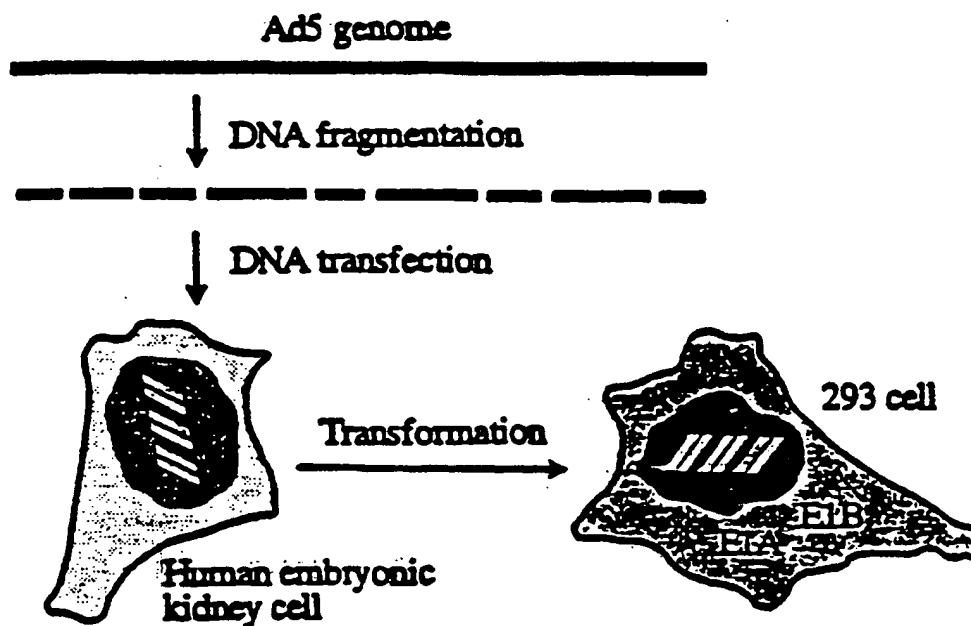 Ad5 genome
DNA fragmentation
DNA transfection
293 cell
Transformation
E1B
E1A
Human embryonic
kidney cell